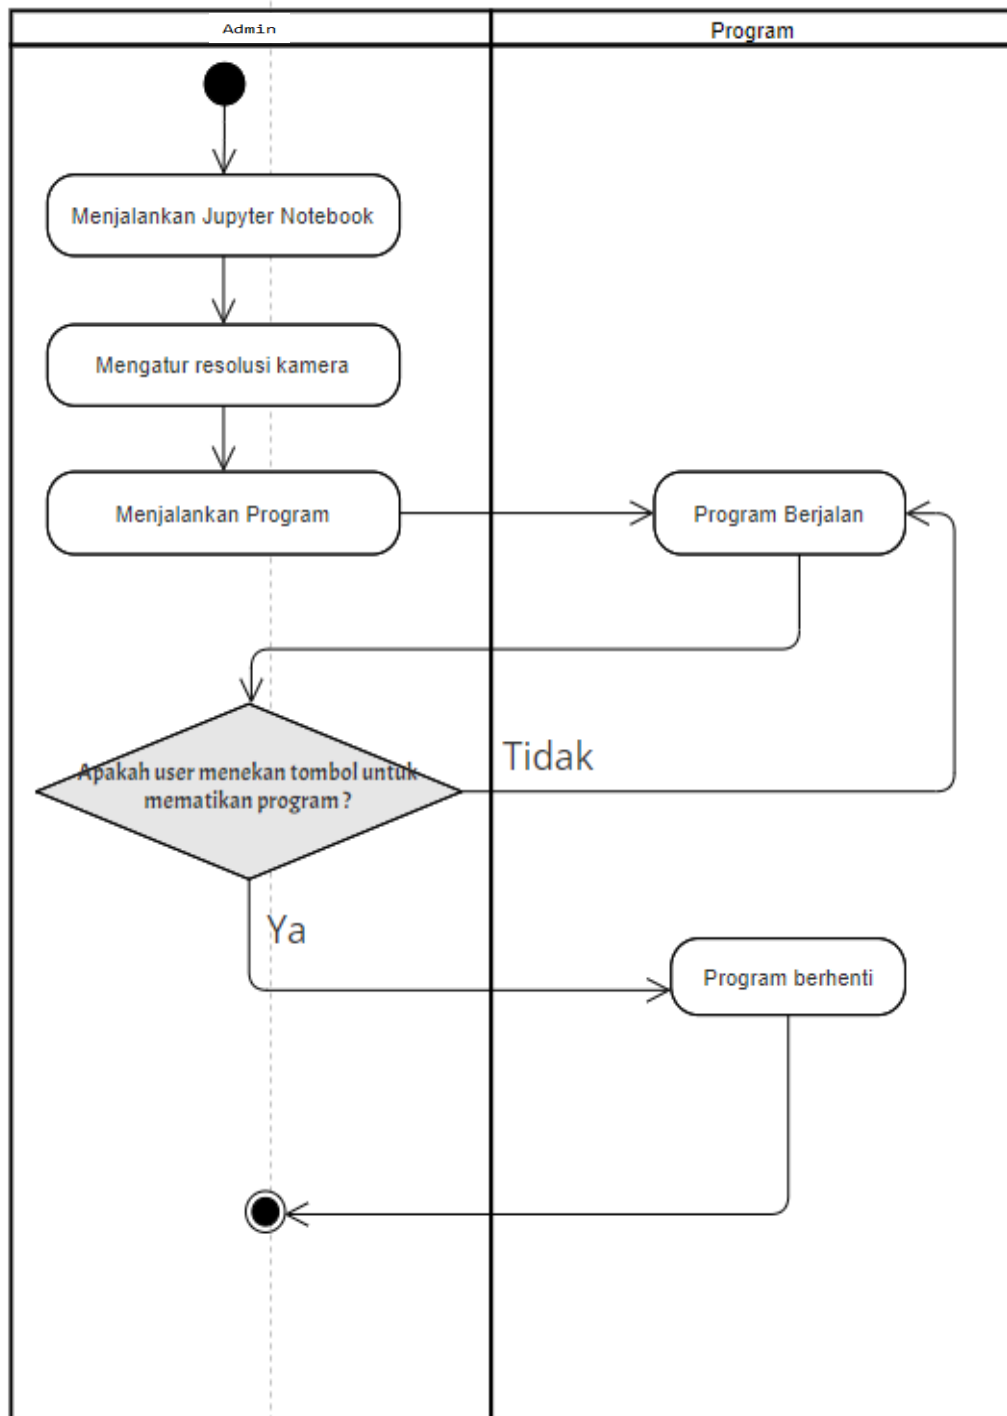 Admin
Program
Menjalankan Jupyter Notebook
Mengatur resolusi kamera
Menjalankan Program
Program Berjalan
Apakah user menekan tombol untuk
mematikan program ?
Tidak
Ya
Program berhenti